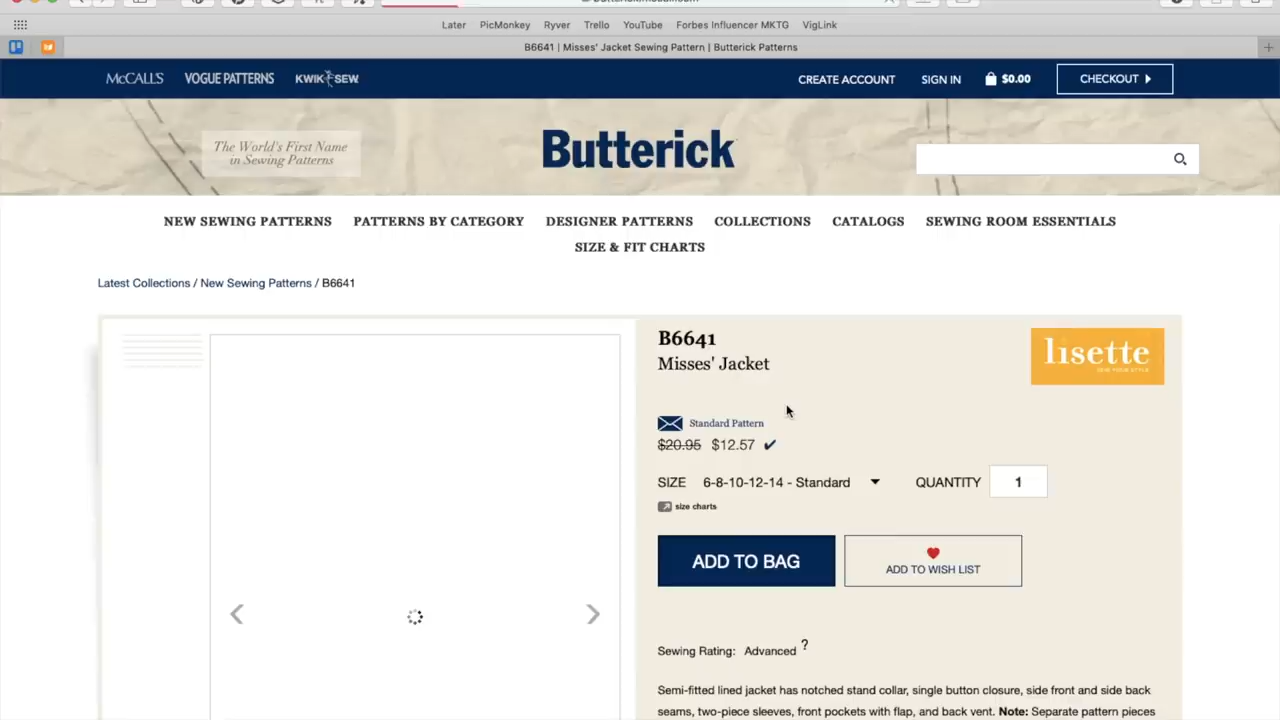 Later PicMonkey Ryver Trello YouTube Forbes Influencer MKTG VigLink
B6641 | Misses' Jacket Sewing Pattern | Butterick Patterns
McCALL'S VOGUE PATTERNS KWIK SEW CREATE ACCOUNT SIGN IN $0.00 CHECKOUT
The World's First Name
in Sewing Patterns
Butterick
NEW SEWING PATTERNS PATTERNS BY CATEGORY DESIGNER PATTERNS COLLECTIONS CATALOGS SEWING ROOM ESSENTIALS
SIZE & FIT CHARTS
Latest Collections / New Sewing Patterns / B6641
B6641
Misses' Jacket
lisette
SEW YOUR STYLE
Standard Pattern
$20.95 $12.57 ✔
SIZE 6-8-10-12-14 - Standard QUANTITY 1
size charts
ADD TO BAG
ADD TO WISH LIST
Sewing Rating: Advanced ?
Semi-fitted lined jacket has notched stand collar, single button closure, side front and side back
seams, two-piece sleeves, front pockets with flap, and back vent. Note: Separate pattern pieces